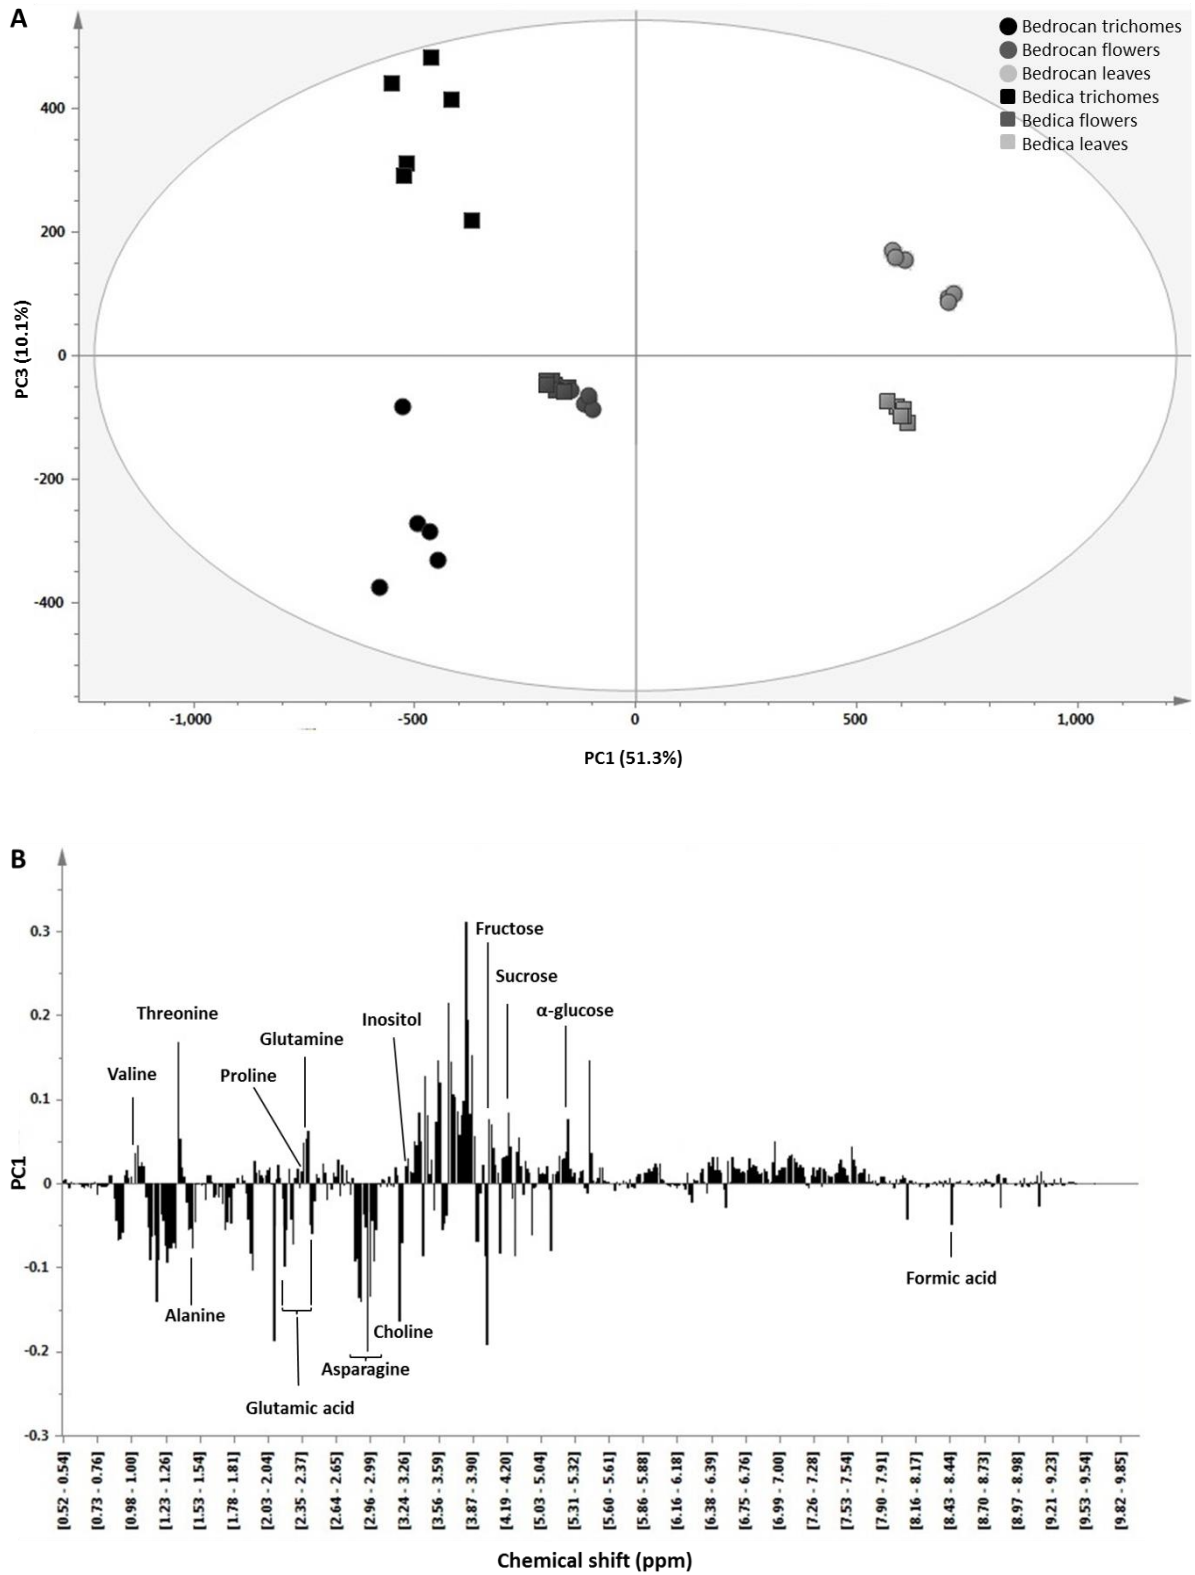 A
Bedrocan trichomes
Bedrocan flowers
Bedrocan leaves
Bedica trichomes
Bedica flowers
Bedica leaves
400
200
0
-200
-400
PC3 (10.1%)
-1,000
-500
0
500
1,000
PC1 (51.3%)
B
0.3
0.2
0.1
0
-0.1
-0.2
-0.3
PC1
Fructose
Sucrose
Threonine
α-glucose
Inositol
Glutamine
Valine
Proline
Formic acid
Alanine
Choline
Asparagine
Glutamic acid
[0.52 - 0.54]
[0.73 - 0.76]
[0.98 - 1.00]
[1.23 - 1.26]
[1.53 - 1.54]
[1.78 - 1.81]
[2.03 - 2.04]
[2.35 - 2.37]
[2.64 - 2.65]
[2.96 - 2.99]
[3.24 - 3.26]
[3.56 - 3.59]
[3.87 - 3.90]
[4.19 - 4.20]
[5.03 - 5.04]
[5.31 - 5.32]
[5.60 - 5.61]
[5.86 - 5.88]
[6.16 - 6.18]
[6.38 - 6.39]
[6.75 - 6.76]
[6.99 - 7.00]
[7.26 - 7.28]
[7.53 - 7.54]
[7.90 - 7.91]
[8.16 - 8.17]
[8.43 - 8.44]
[8.70 - 8.73]
[8.97 - 8.98]
[9.21 - 9.23]
[9.53 - 9.54]
[9.82 - 9.85]
Chemical shift (ppm)